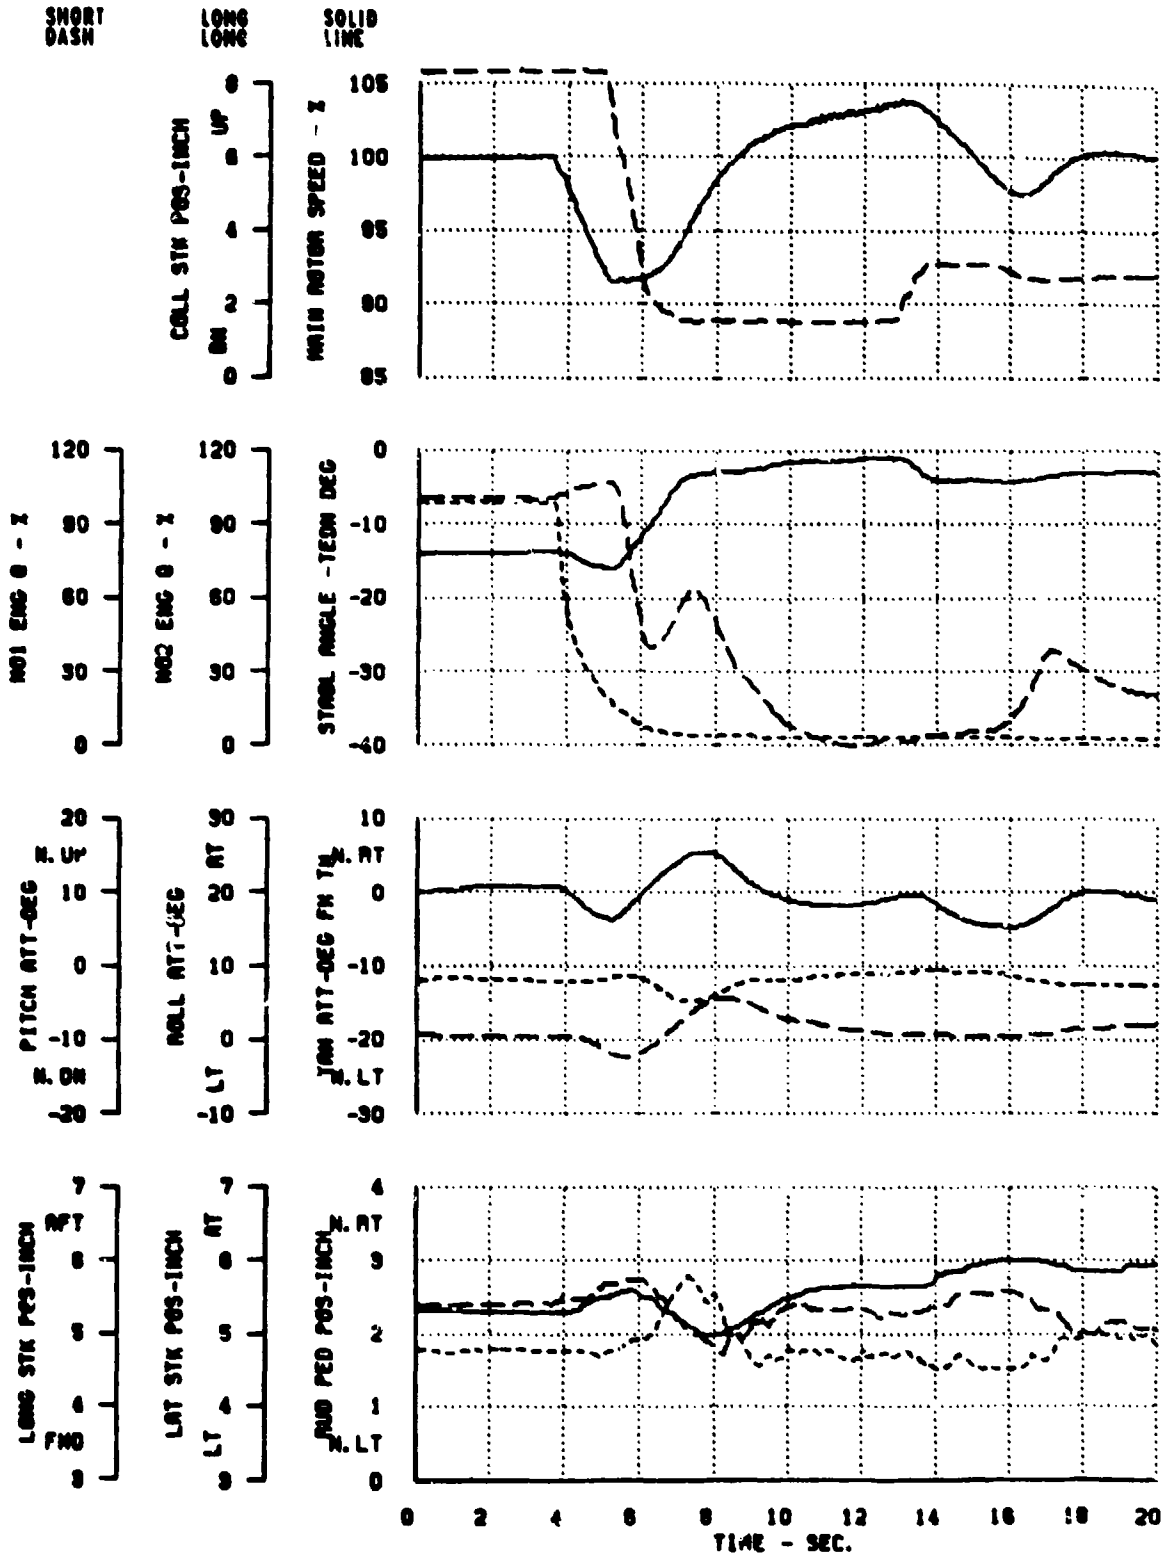 SHORT DASH
LONG LONG
SOLID LINE
COLL STK POS-INCH
DN UP
8
6
4
2
0
MAIN ROTOR SPEED - %
105
100
95
90
85
NO1 ENG Q - %
120
90
60
30
0
NO2 ENG Q - %
120
90
60
30
0
STABL ANGLE -TEDN DEG
0
-10
-20
-30
-40
PITCH ATT-DEG
20
N.UP
10
0
-10
N.DN
-20
ROLL ATT-DEG
LT RT
30
20
10
0
-10
YAW ATT-DEG FM TM
10
N.RT
0
-10
-20
N.LT
-30
LONG STK POS-INCH
7
AFT
6
5
4
FWD
3
LAT STK POS-INCH
LT RT
7
6
5
4
3
RUD PED POS-INCH
4
N.RT
3
2
1
N.LT
0
0 2 4 6 8 10 12 14 16 18 20
TIME - SEC.